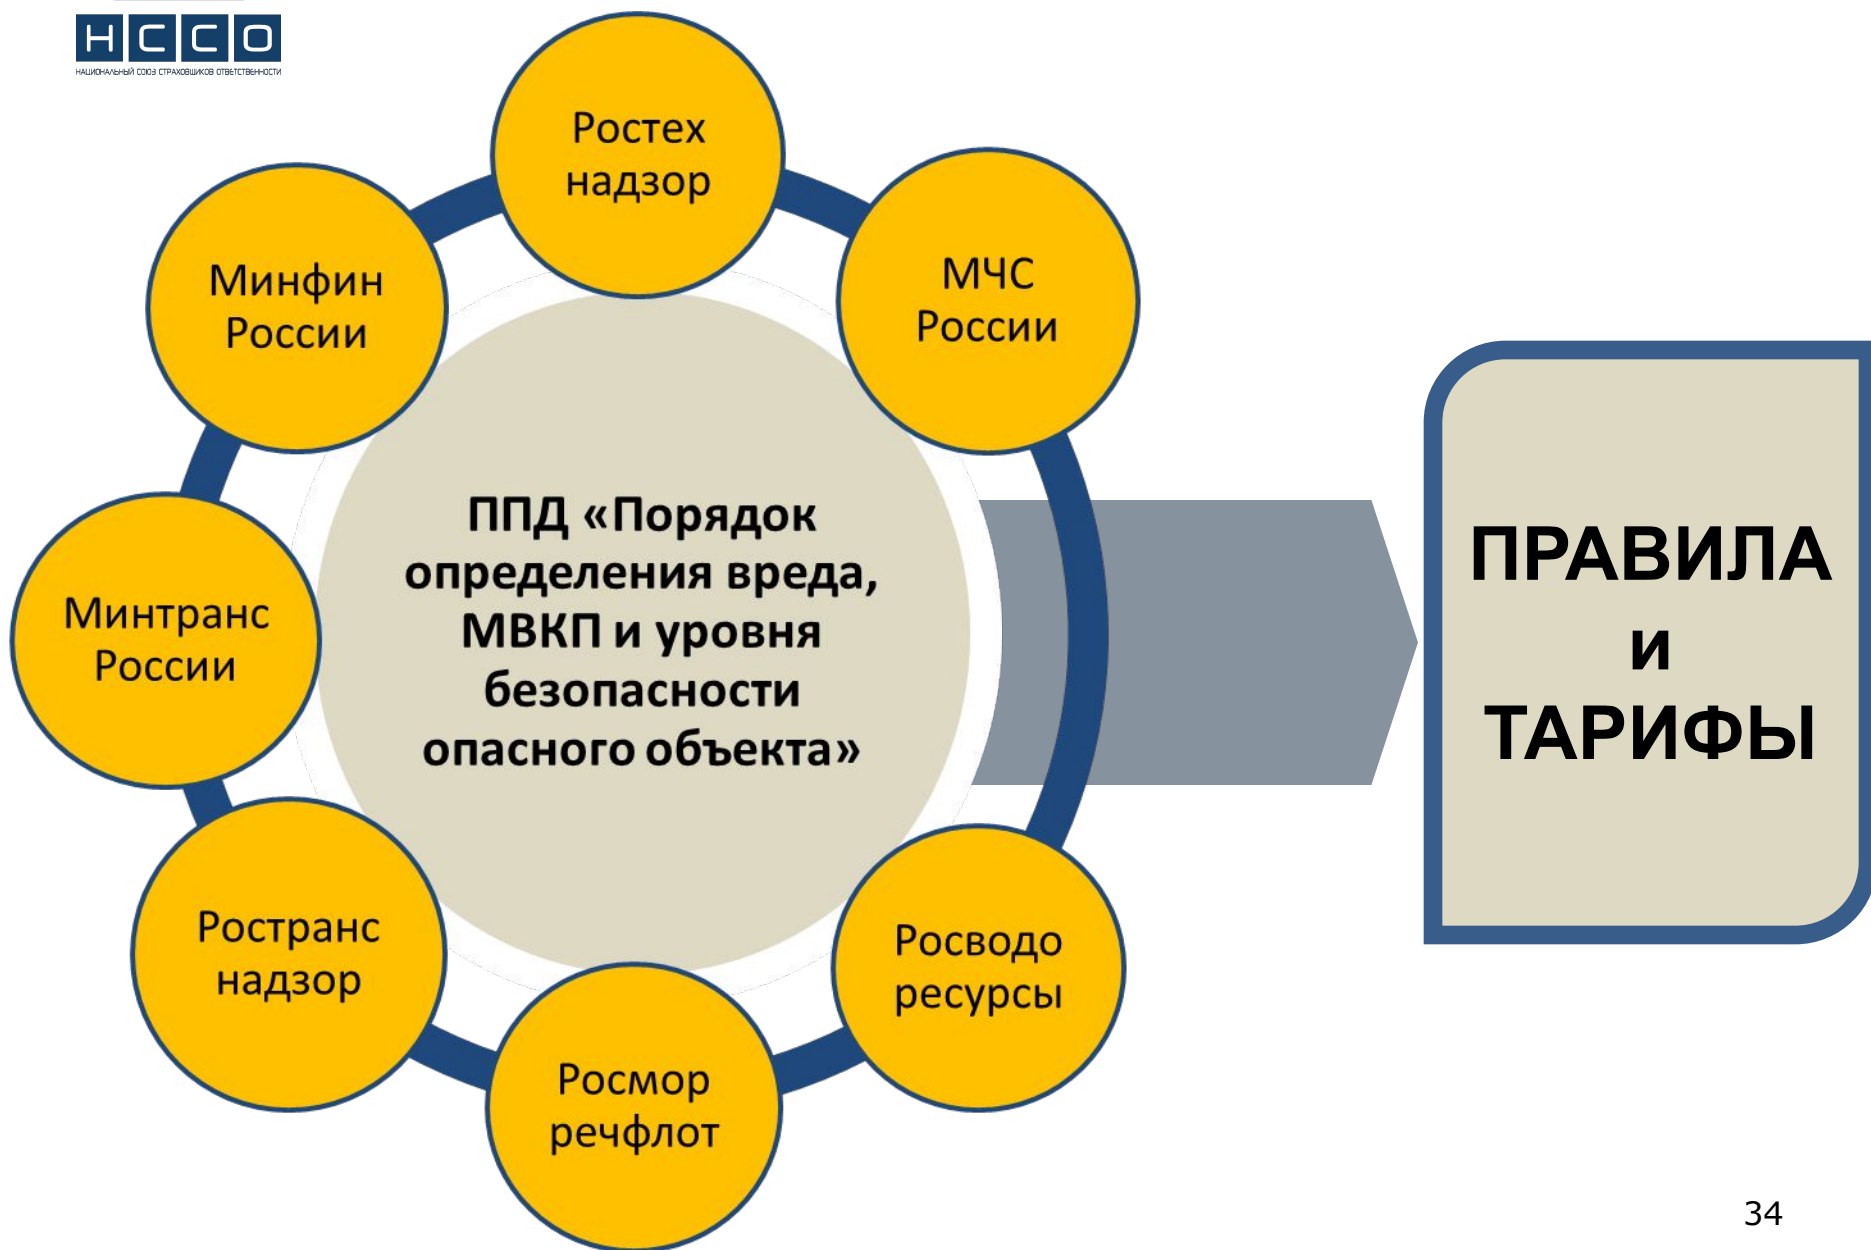 НССО
НАЦИОНАЛЬНЫЙ СОЮЗ СТРАХОВЩИКОВ ОТВЕТСТВЕННОСТИ
Ростех
надзор
МЧС
России
Минфин
России
ППД «Порядок
определения вреда,
МВКП и уровня
безопасности
опасного объекта»
Минтранс
России
Ространс
надзор
Росмор
речфлот
Росводо
ресурсы
ПРАВИЛА
и
ТАРИФЫ
34